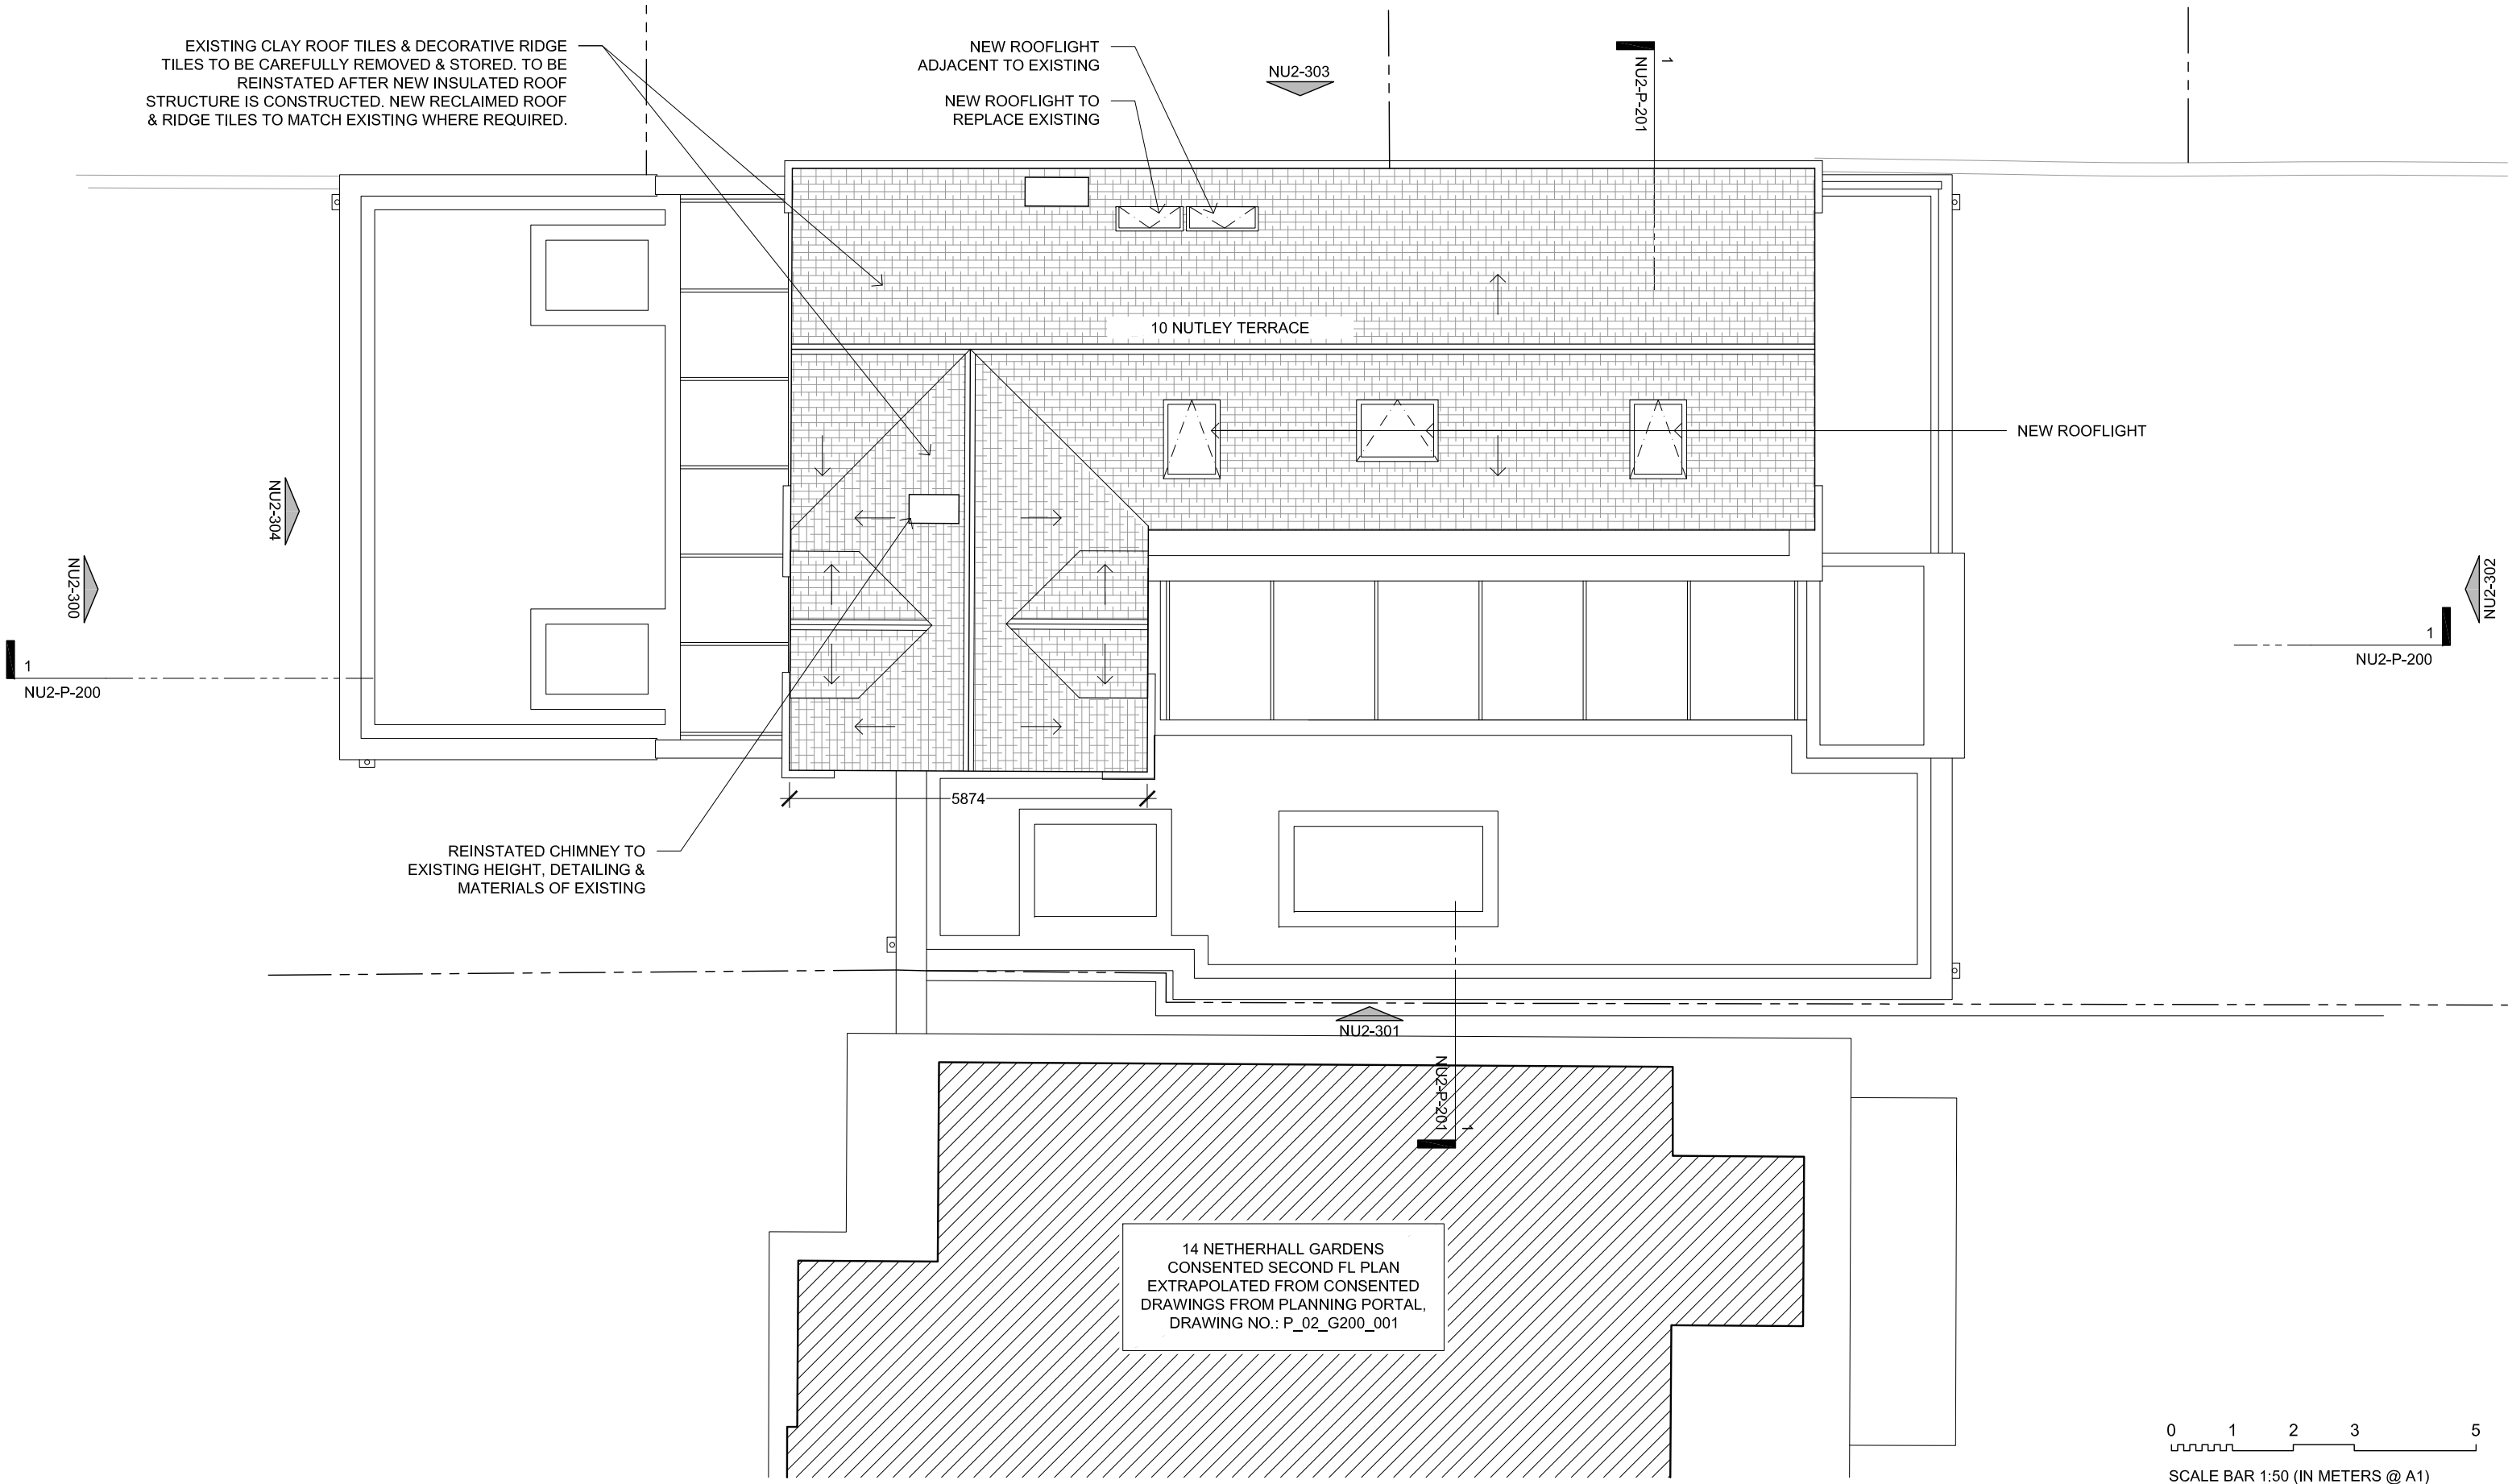 EXISTING CLAY ROOF TILES & DECORATIVE RIDGE
TILES TO BE CAREFULLY REMOVED & STORED. TO BE
REINSTATED AFTER NEW INSULATED ROOF
STRUCTURE IS CONSTRUCTED. NEW RECLAIMED ROOF
& RIDGE TILES TO MATCH EXISTING WHERE REQUIRED.
NEW ROOFLIGHT
ADJACENT TO EXISTING
NEW ROOFLIGHT TO
REPLACE EXISTING
NU2-303
1
NU2-P-201
10 NUTLEY TERRACE
NEW ROOFLIGHT
NU2-304
NU2-300
1
NU2-P-200
NU2-302
1
NU2-P-200
5874
REINSTATED CHIMNEY TO
EXISTING HEIGHT, DETAILING &
MATERIALS OF EXISTING
NU2-301
NU2-P-201
1
14 NETHERHALL GARDENS
CONSENTED SECOND FL PLAN
EXTRAPOLATED FROM CONSENTED
DRAWINGS FROM PLANNING PORTAL,
DRAWING NO.: P_02_G200_001
0 1 2 3 5
SCALE BAR 1:50 (IN METERS @ A1)